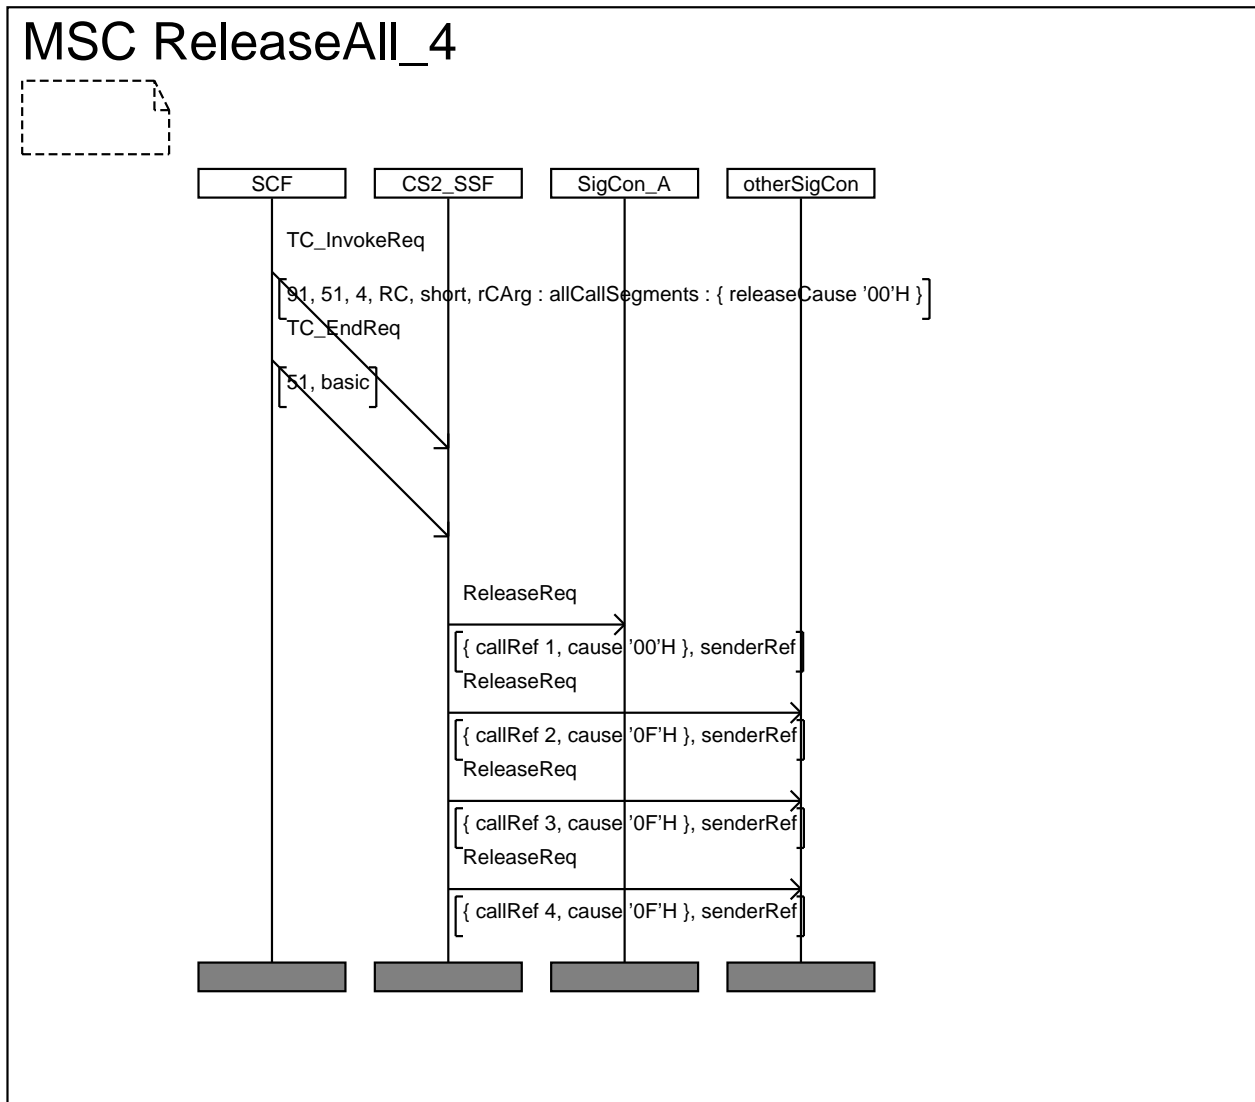 MSC ReleaseAll_4
SCF
CS2_SSF
SigCon_A
otherSigCon
TC_InvokeReq
91, 51, 4, RC, short, rCArg : allCallSegments : { releaseCause '00'H }
TC_EndReq
51, basic
ReleaseReq
{ callRef 1, cause '00'H }, senderRef
ReleaseReq
{ callRef 2, cause '0F'H }, senderRef
ReleaseReq
{ callRef 3, cause '0F'H }, senderRef
ReleaseReq
{ callRef 4, cause '0F'H }, senderRef